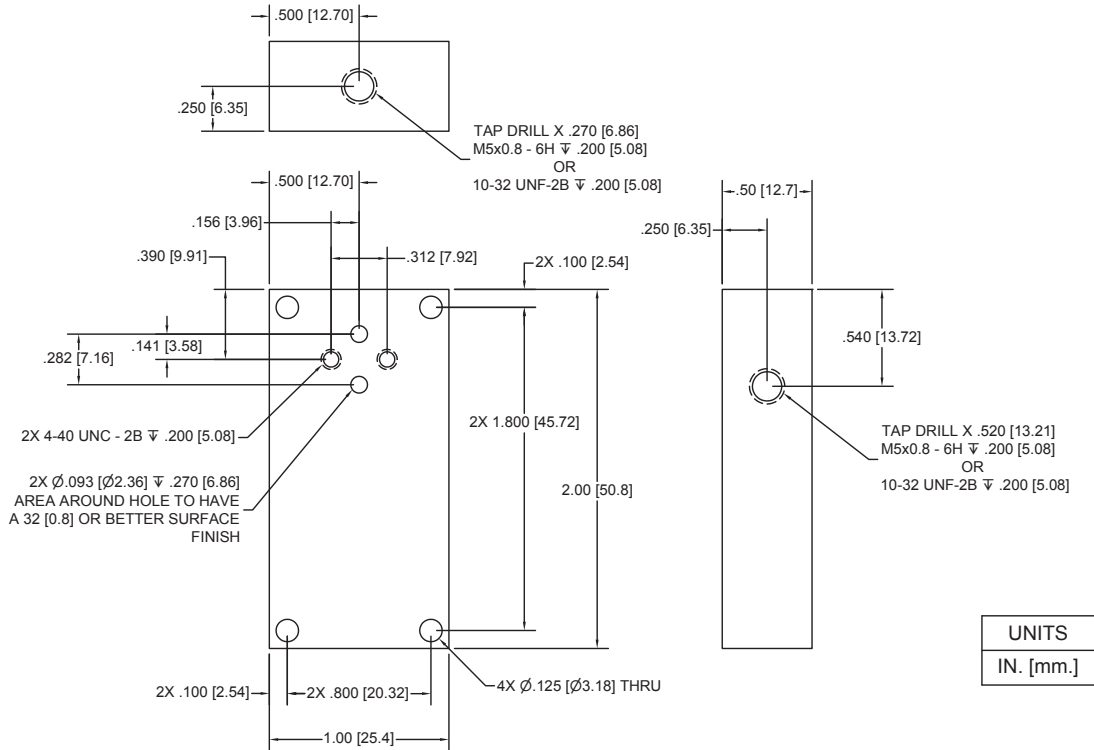 .500 [12.70]
.250 [6.35]
TAP DRILL X .270 [6.86]
M5x0.8 - 6H ↧ .200 [5.08]
OR
10-32 UNF-2B ↧ .200 [5.08]
.500 [12.70]
.156 [3.96]
.390 [9.91]
.312 [7.92]
2X .100 [2.54]
.141 [3.58]
.282 [7.16]
2X 4-40 UNC - 2B ↧ .200 [5.08]
2X Ø.093 [Ø2.36] ↧ .270 [6.86]
AREA AROUND HOLE TO HAVE
A 32 [0.8] OR BETTER SURFACE
FINISH
2X 1.800 [45.72]
2.00 [50.8]
2X .100 [2.54]
2X .800 [20.32]
4X Ø.125 [Ø3.18] THRU
1.00 [25.4]
.50 [12.7]
.250 [6.35]
.540 [13.72]
TAP DRILL X .520 [13.21]
M5x0.8 - 6H ↧ .200 [5.08]
OR
10-32 UNF-2B ↧ .200 [5.08]
UNITS
IN. [mm.]